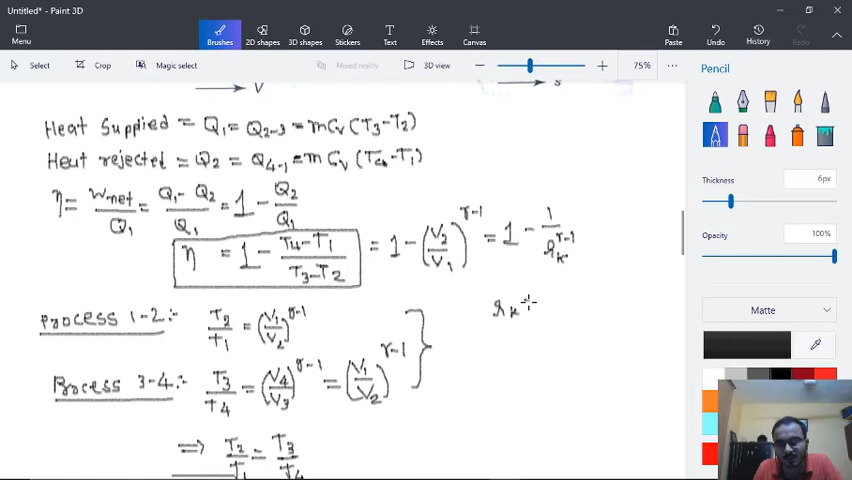 Untitled* - Paint 3D
Menu
Brushes
2D shapes
3D shapes
Stickers
Text
Effects
Canvas
Paste
Undo
History
Redo
Select
Crop
Magic select
Mixed reality
3D view
75%
Pencil
Thickness
6px
Opacity
100%
Matte
V
s
Heat Supplied = Q₁ = Q₂₋₃ = mCv (T₃-T₂)
Heat rejected = Q₂ = Q₄₋₁ = mCv (T₄-T₁)
η = Wnet/Q₁ = (Q₁-Q₂)/Q₁ = 1 - Q₂/Q₁
η = 1 - (T₄-T₁)/(T₃-T₂) = 1 - (V₂/V₁)^(γ-1) = 1 - 1/rₖ^(γ-1)
Process 1-2:- T₂/T₁ = (V₁/V₂)^(γ-1)
rₖ
Process 3-4:- T₃/T₄ = (V₄/V₃)^(γ-1) = (V₁/V₂)^(γ-1)
⇒ T₂/T₁ = T₃/T₄